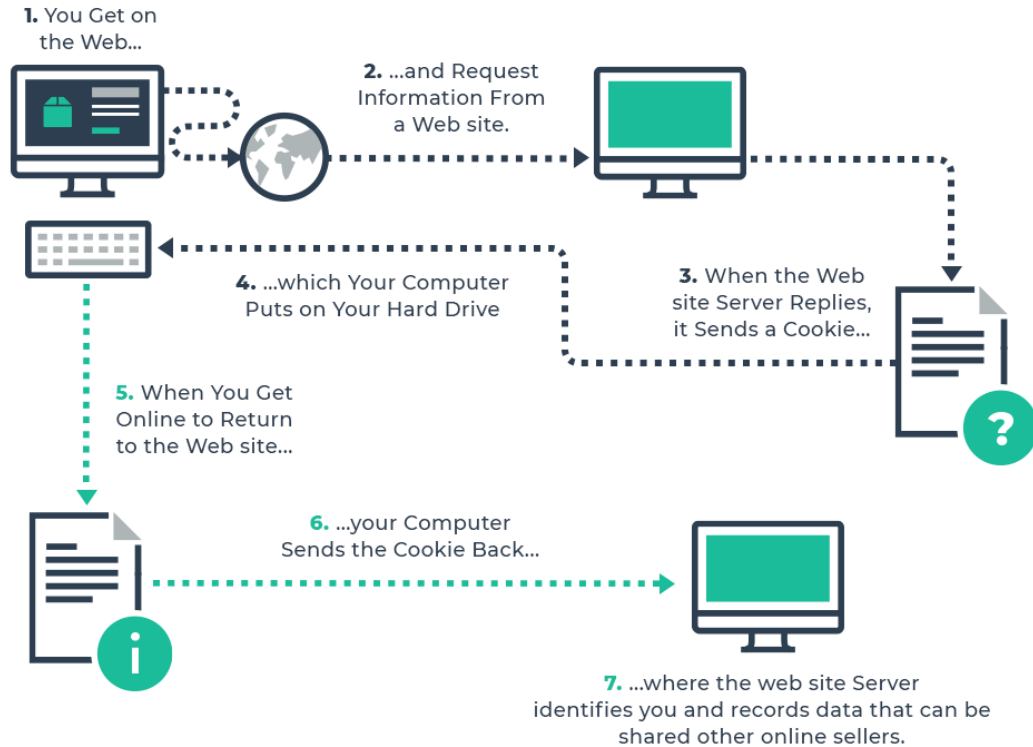 1. You Get on
the Web...
2. ...and Request
Information From
a Web site.
3. When the Web
site Server Replies,
it Sends a Cookie...
4. ...which Your Computer
Puts on Your Hard Drive
?
5. When You Get
Online to Return
to the Web site...
6. ...your Computer
Sends the Cookie Back...
i
7. ...where the web site Server
identifies you and records data that can be
shared other online sellers.